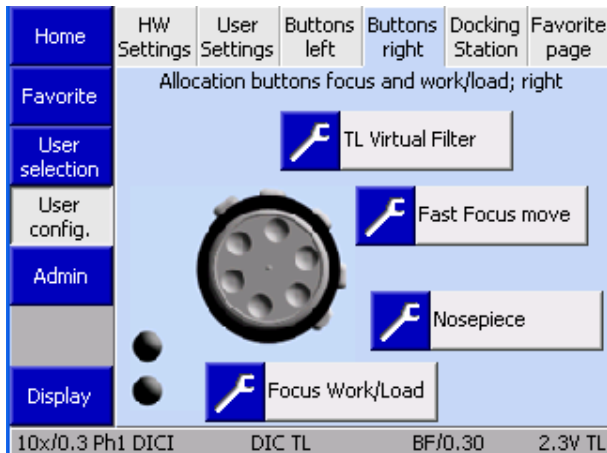 Home
HW Settings
User Settings
Buttons left
Buttons right
Docking Station
Favorite page
Allocation buttons focus and work/load; right
Favorite
TL Virtual Filter
User selection
User config.
Fast Focus move
Admin
Nosepiece
Focus Work/Load
Display
10x/0.3 Ph1 DICI DIC TL BF/0.30 2.3V TL